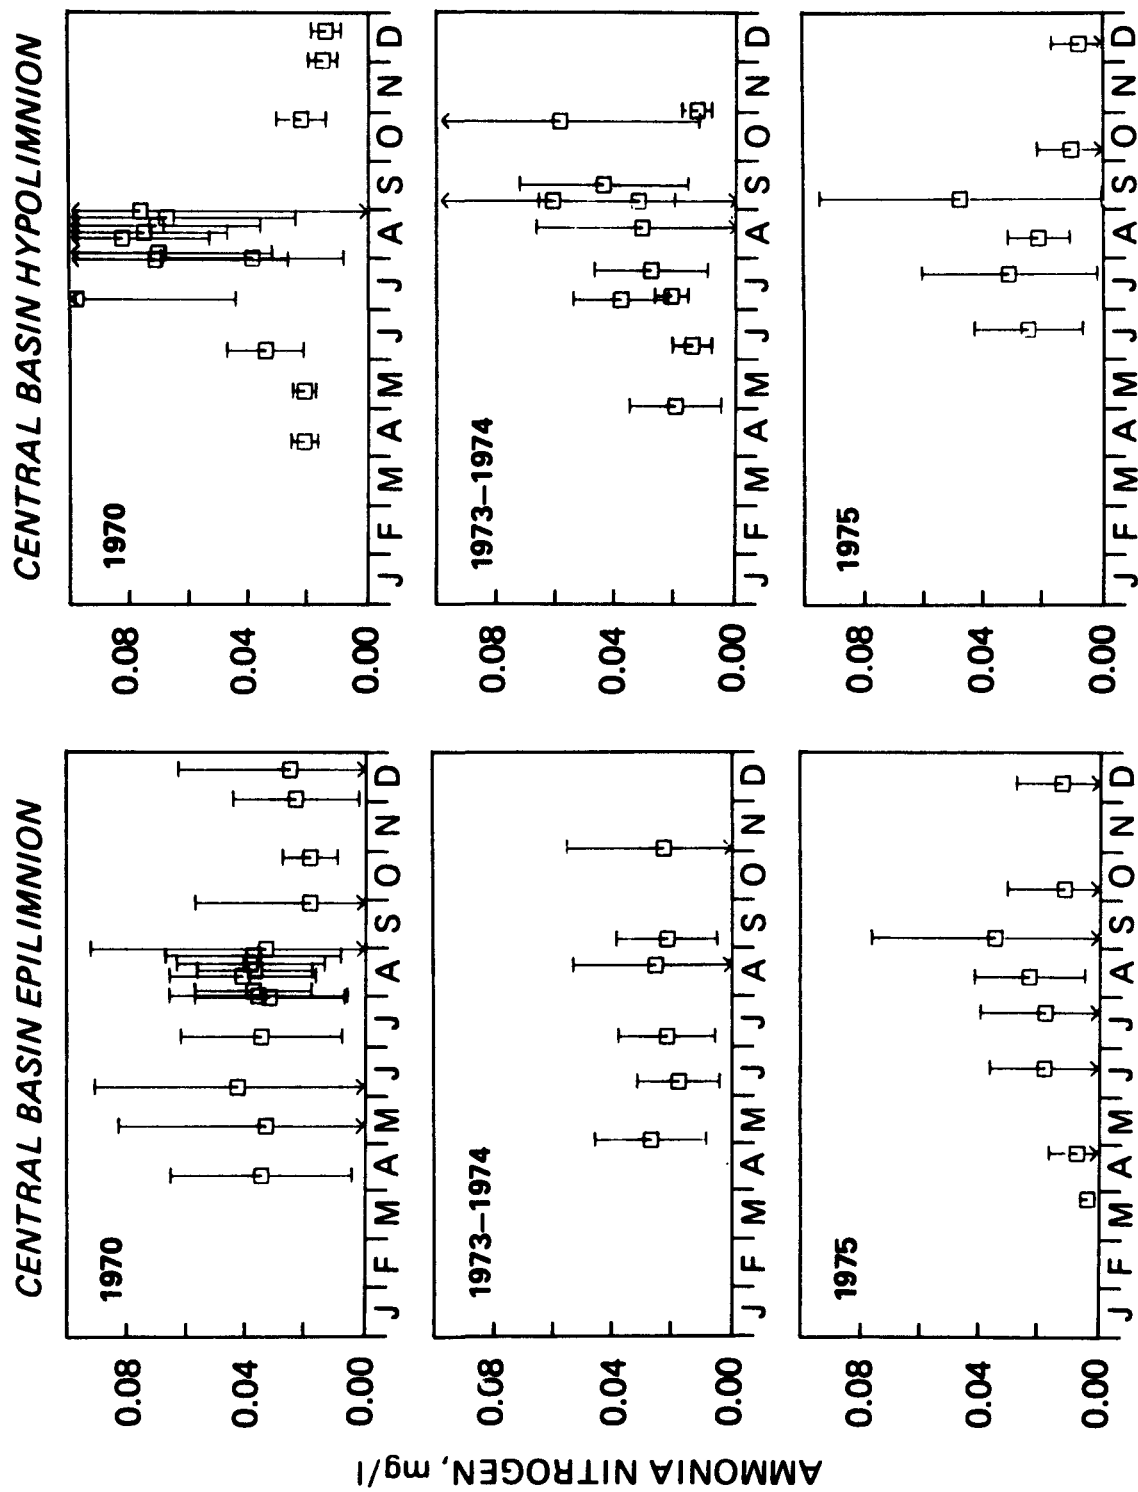 CENTRAL BASIN EPILIMNION
1970
0.08
0.04
0.00
J F M A M J J A S O N D
1973–1974
0.08
0.04
0.00
J F M A M J J A S O N D
1975
0.08
0.04
0.00
J F M A M J J A S O N D
AMMONIA NITROGEN, mg/l
CENTRAL BASIN HYPOLIMNION
1970
0.08
0.04
0.00
J F M A M J J A S O N D
1973–1974
0.08
0.04
0.00
J F M A M J J A S O N D
1975
0.08
0.04
0.00
J F M A M J J A S O N D